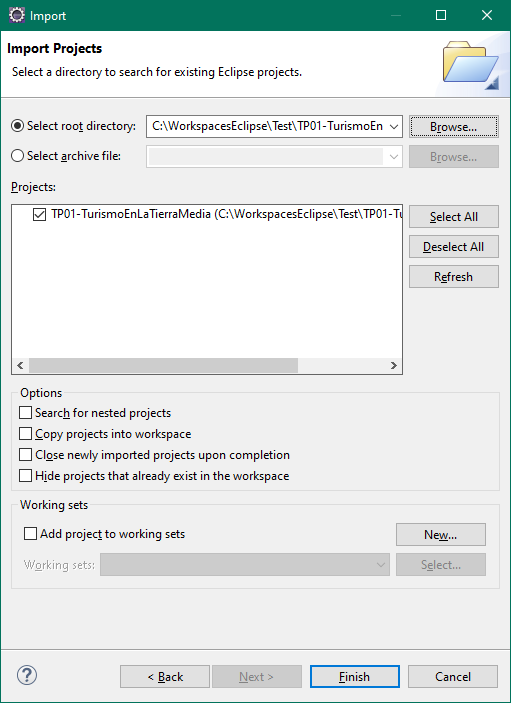 Import
Import Projects
Select a directory to search for existing Eclipse projects.
Select root directory: C:\WorkspacesEclipse\Test\TP01-TurismoEn Browse...
Select archive file: Browse...
Projects:
TP01-TurismoEnLaTierraMedia (C:\WorkspacesEclipse\Test\TP01-Tu
Select All
Deselect All
Refresh
Options
Search for nested projects
Copy projects into workspace
Close newly imported projects upon completion
Hide projects that already exist in the workspace
Working sets
Add project to working sets New...
Working sets: Select...
? < Back Next > Finish Cancel